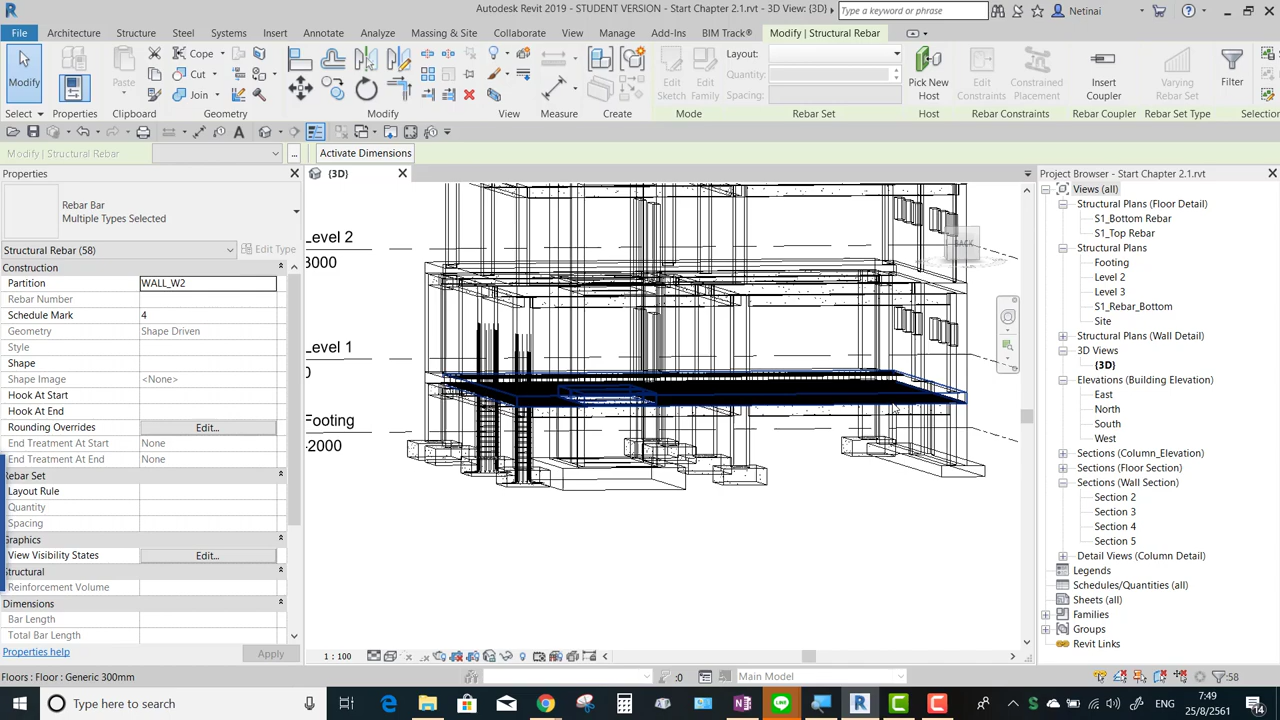 Autodesk Revit 2019 - STUDENT VERSION - Start Chapter 2.1.rvt - 3D View: {3D}
Type a keyword or phrase
Netinai
File Architecture Structure Steel Systems Insert Annotate Analyze Massing & Site Collaborate View Manage Add-Ins BIM Track® Modify | Structural Rebar
Modify
Paste
Cope
Cut
Join
Edit Sketch
Edit Family
Layout:
Quantity:
Spacing:
Pick New Host
Edit Constraints
Constrained Placement
Insert Coupler
Varying Rebar Set
Filter
Select Properties Clipboard Geometry Modify View Measure Create Mode Rebar Set Host Rebar Constraints Rebar Coupler Rebar Set Type Selection
Modify | Structural Rebar
Activate Dimensions
Properties
{3D}
Project Browser - Start Chapter 2.1.rvt
Rebar Bar
Multiple Types Selected
Structural Rebar (58)
Edit Type
Construction
Partition WALL_W2
Rebar Number
Schedule Mark 4
Geometry Shape Driven
Style
Shape
Shape Image <None>
Hook At Start
Hook At End
Rounding Overrides Edit...
End Treatment At Start None
End Treatment At End None
Rebar Set
Layout Rule
Quantity
Spacing
Graphics
View Visibility States Edit...
Structural
Reinforcement Volume
Dimensions
Bar Length
Total Bar Length
Properties help
Apply
Level 2
3000
Level 1
0
Footing
-2000
BACK
Views (all)
Structural Plans (Floor Detail)
S1_Bottom Rebar
S1_Top Rebar
Structural Plans
Footing
Level 2
Level 3
S1_Rebar_Bottom
Site
Structural Plans (Wall Detail)
3D Views
{3D}
Elevations (Building Elevation)
East
North
South
West
Sections (Column_Elevation)
Sections (Floor Section)
Sections (Wall Section)
Section 2
Section 3
Section 4
Section 5
Detail Views (Column Detail)
Legends
Schedules/Quantities (all)
Sheets (all)
Families
Groups
Revit Links
1 : 100
Floors : Floor : Generic 300mm
:0
Main Model
:58
Type here to search
7:49
25/8/2561